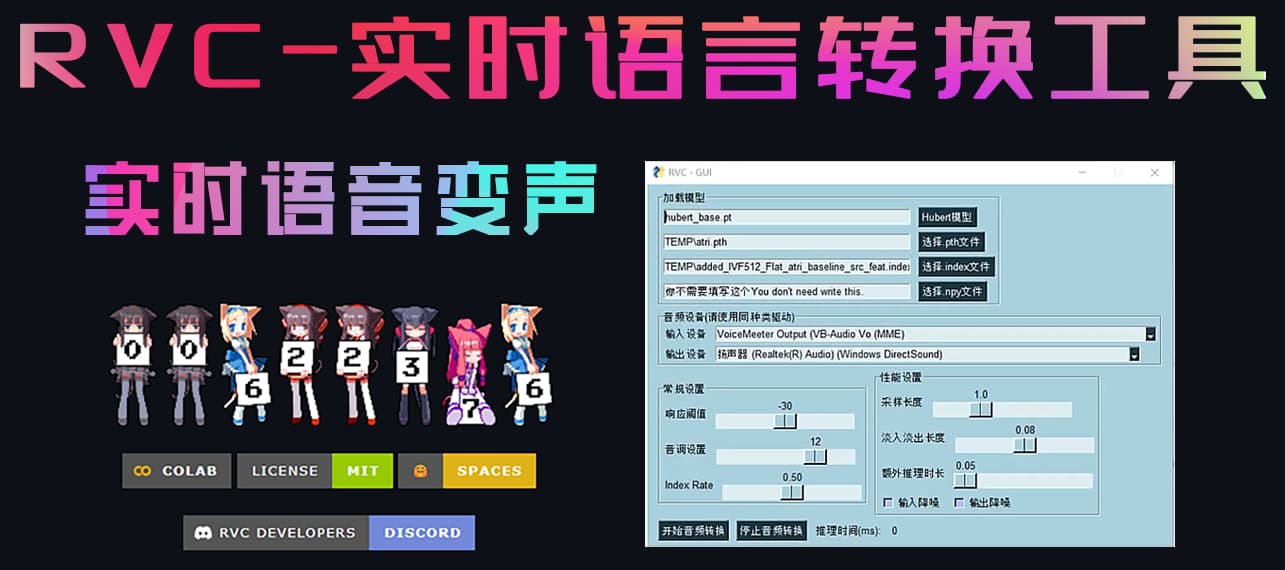 RVC-实时语言转换工具
实时语音变声
0 0 6 2 2 3 7 6
COLAB LICENSE MIT SPACES
RVC DEVELOPERS DISCORD
RVC - GUI
加载模型
hubert_base.pt Hubert模型
TEMP\atri.pth 选择.pth文件
TEMP\added_IVF512_Flat_atri_baseline_src_feat.index 选择.index文件
你不需要填写这个You don't need write this. 选择.npy文件
音频设备(请使用同种类驱动)
输入设备 VoiceMeeter Output (VB-Audio Vo (MME)
输出设备 扬声器 (Realtek(R) Audio) (Windows DirectSound)
常规设置
响应阈值 -30
音调设置 12
Index Rate 0.50
性能设置
采样长度 1.0
淡入淡出长度 0.08
额外推理时长 0.05
输入降噪 输出降噪
开始音频转换 停止音频转换 推理时间(ms): 0